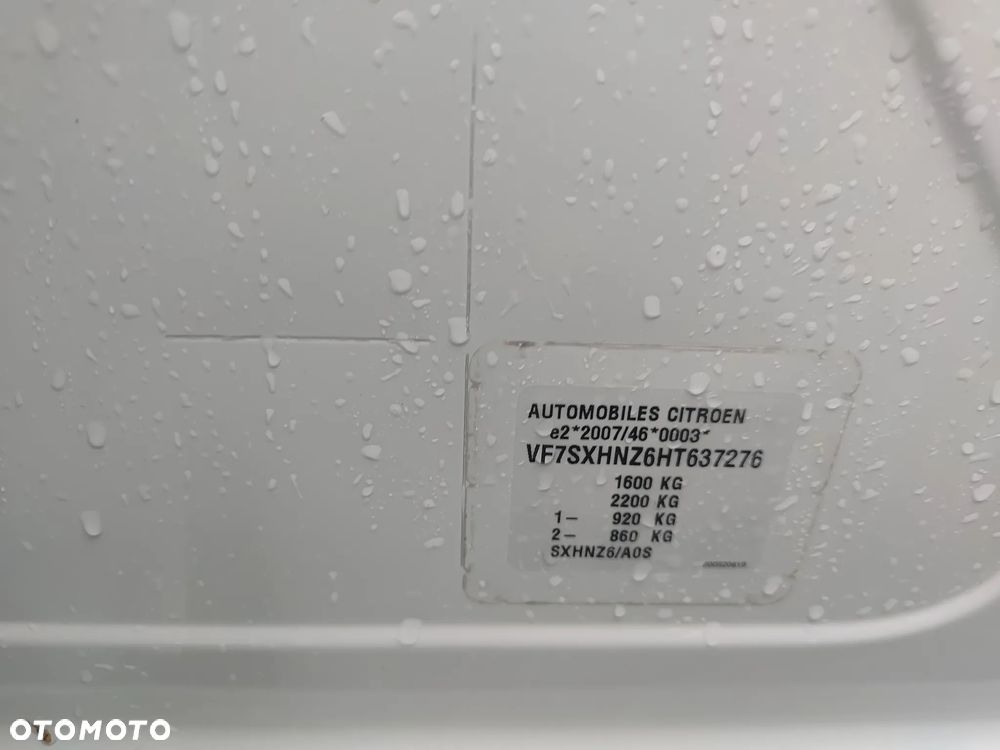 AUTOMOBILES CITROEN
e2*2007/46*0003*
VF7SXHNZ6HT637276
1600 KG
2200 KG
1- 920 KG
2- 860 KG
SXHNZ6/A0S
OTOMOTO